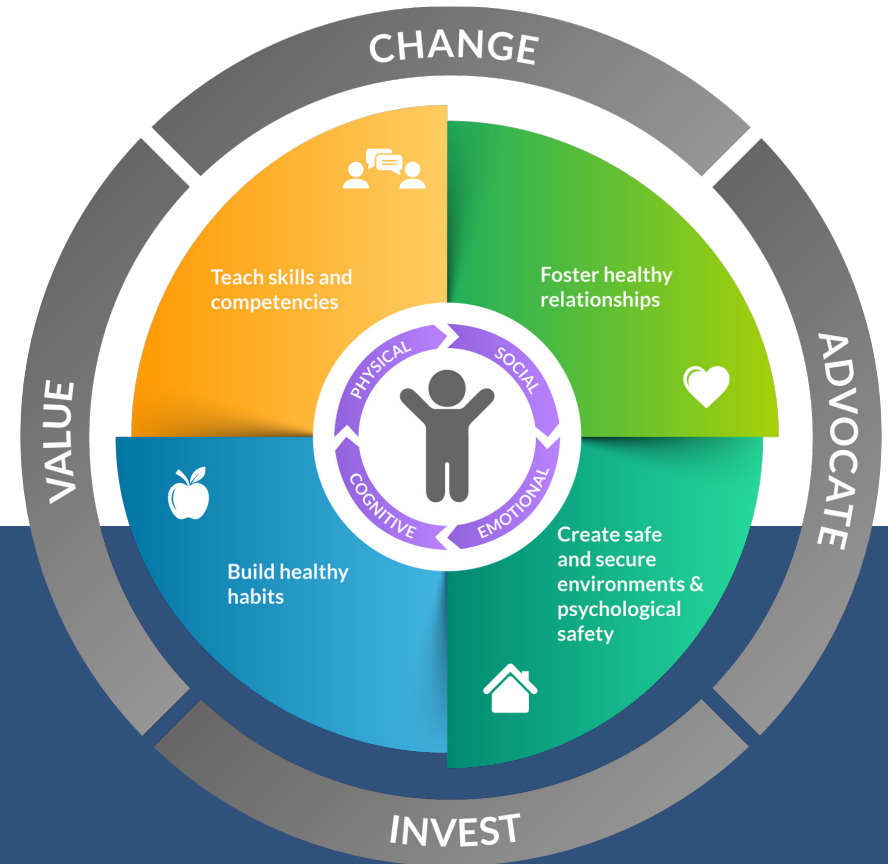 CHANGE
Teach skills and
competencies
Foster healthy
relationships
PHYSICAL
SOCIAL
VALUE
ADVOCATE
COGNITIVE
EMOTIONAL
Build healthy
habits
Create safe
and secure
environments &
psychological
safety
INVEST